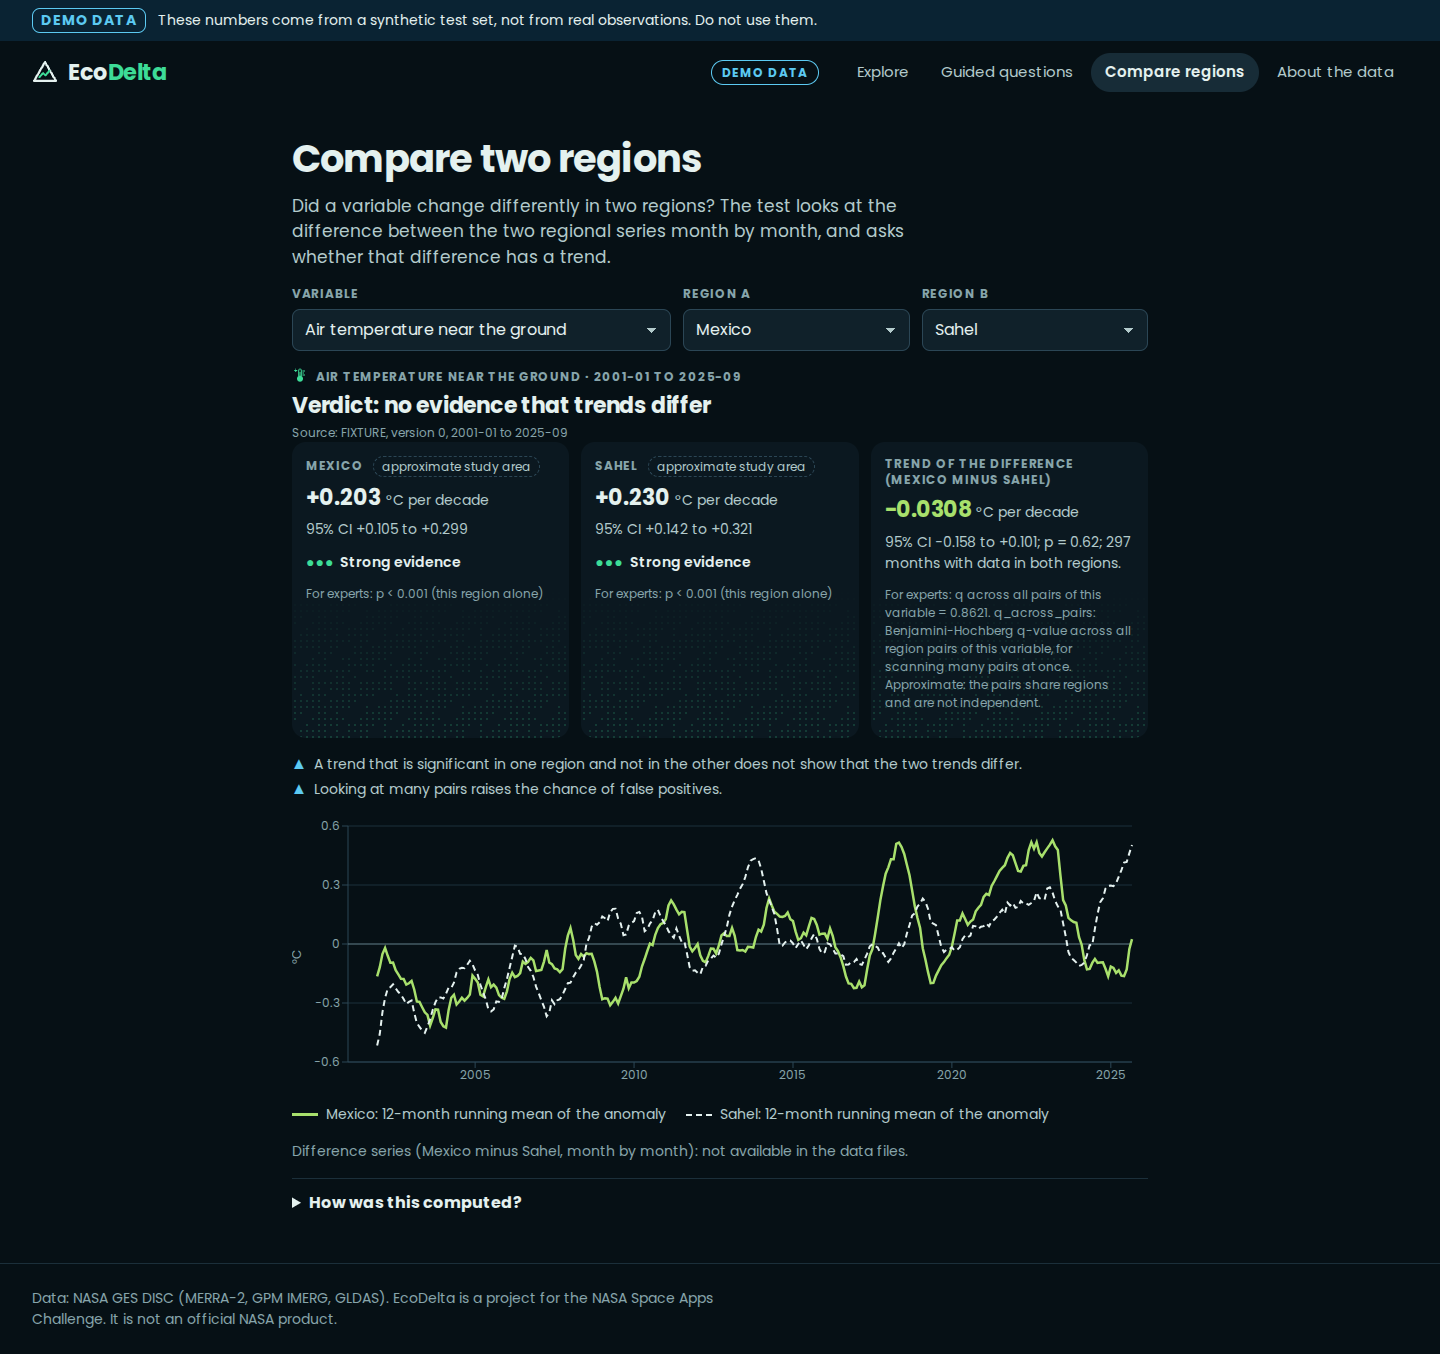 DEMO DATA These numbers come from a synthetic test set, not from real observations. Do not use them.
EcoDelta
DEMO DATA Explore Guided questions Compare regions About the data
Compare two regions
Did a variable change differently in two regions? The test looks at the
difference between the two regional series month by month, and asks
whether that difference has a trend.
VARIABLE REGION A REGION B
Air temperature near the ground Mexico Sahel
AIR TEMPERATURE NEAR THE GROUND · 2001-01 TO 2025-09
Verdict: no evidence that trends differ
Source: FIXTURE, version 0, 2001-01 to 2025-09
MEXICO approximate study area
+0.203 °C per decade
95% CI +0.105 to +0.299
●●● Strong evidence
For experts: p < 0.001 (this region alone)
SAHEL approximate study area
+0.230 °C per decade
95% CI +0.142 to +0.321
●●● Strong evidence
For experts: p < 0.001 (this region alone)
TREND OF THE DIFFERENCE
(MEXICO MINUS SAHEL)
−0.0308 °C per decade
95% CI −0.158 to +0.101; p = 0.62; 297
months with data in both regions.
For experts: q across all pairs of this
variable = 0.8621. q_across_pairs:
Benjamini-Hochberg q-value across all
region pairs of this variable, for
scanning many pairs at once.
Approximate: the pairs share regions
and are not independent.
▲ A trend that is significant in one region and not in the other does not show that the two trends differ.
▲ Looking at many pairs raises the chance of false positives.
0.6
0.3
0
−0.3
−0.6
°C
2005 2010 2015 2020 2025
Mexico: 12-month running mean of the anomaly Sahel: 12-month running mean of the anomaly
Difference series (Mexico minus Sahel, month by month): not available in the data files.
▶ How was this computed?
Data: NASA GES DISC (MERRA-2, GPM IMERG, GLDAS). EcoDelta is a project for the NASA Space Apps
Challenge. It is not an official NASA product.